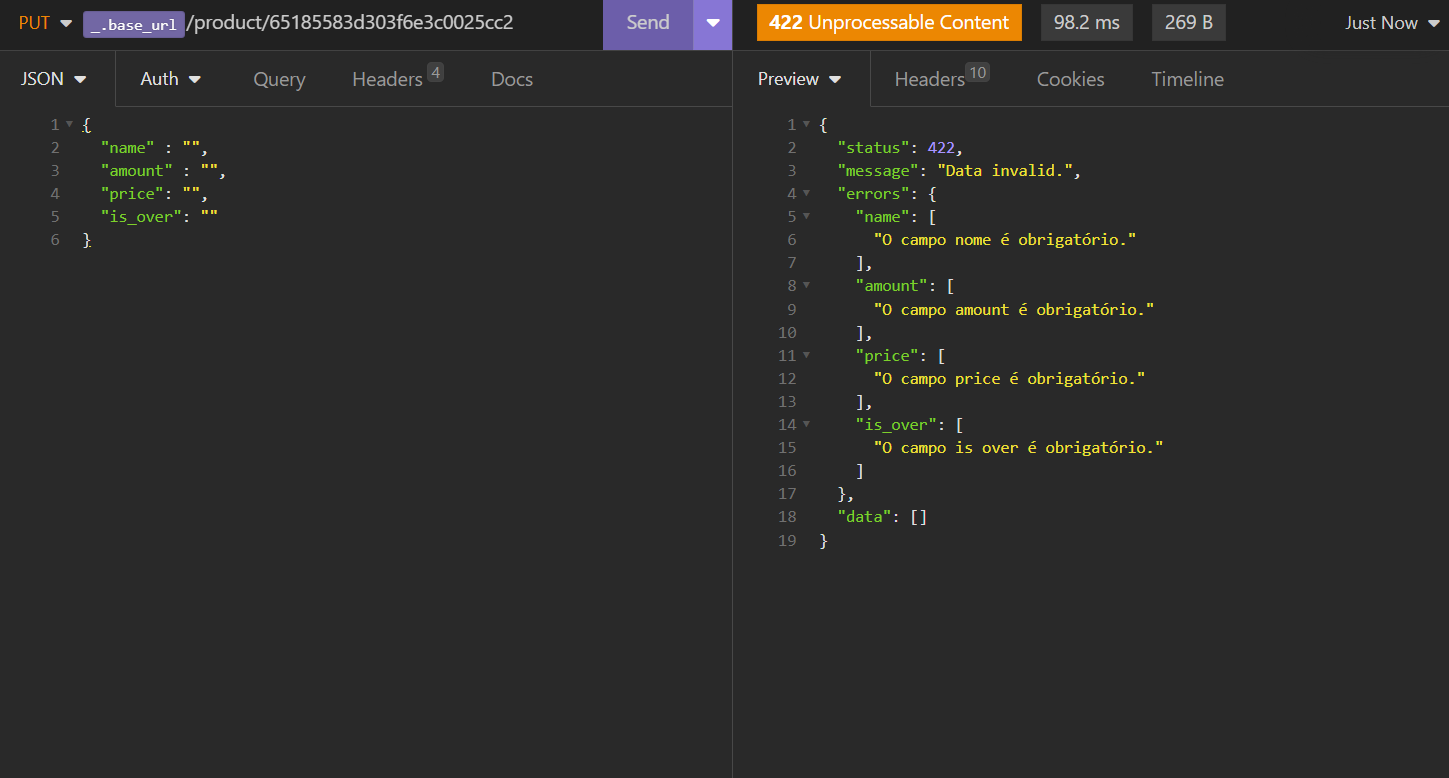 PUT _.base_url /product/65185583d303f6e3c0025cc2 Send
422 Unprocessable Content 98.2 ms 269 B Just Now
JSON Auth Query Headers 4 Docs
Preview Headers 10 Cookies Timeline
1 {
2 "name" : "",
3 "amount" : "",
4 "price": "",
5 "is_over": ""
6 }
1 {
2 "status": 422,
3 "message": "Data invalid.",
4 "errors": {
5 "name": [
6 "O campo nome é obrigatório."
7 ],
8 "amount": [
9 "O campo amount é obrigatório."
10 ],
11 "price": [
12 "O campo price é obrigatório."
13 ],
14 "is_over": [
15 "O campo is over é obrigatório."
16 ]
17 },
18 "data": []
19 }